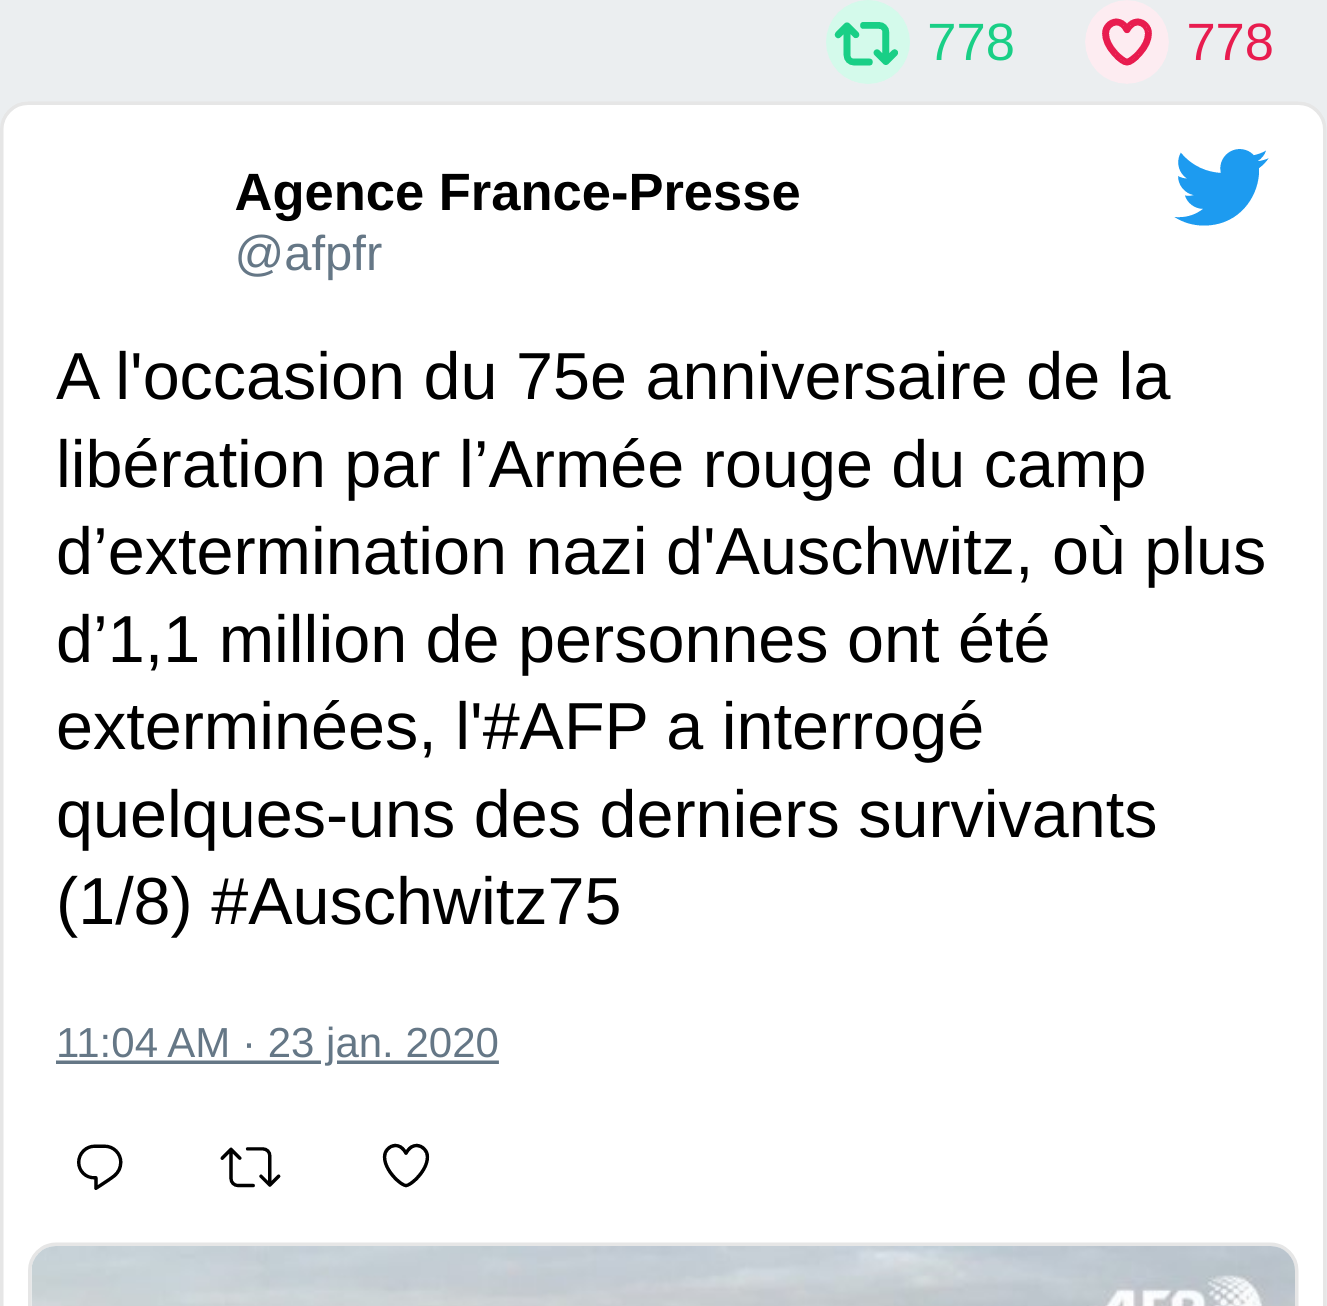 778 778
Agence France-Presse
@afpfr
A l'occasion du 75e anniversaire de la
libération par l’Armée rouge du camp
d’extermination nazi d'Auschwitz, où plus
d’1,1 million de personnes ont été
exterminées, l'#AFP a interrogé
quelques-uns des derniers survivants
(1/8) #Auschwitz75
11:04 AM · 23 jan. 2020
AFP